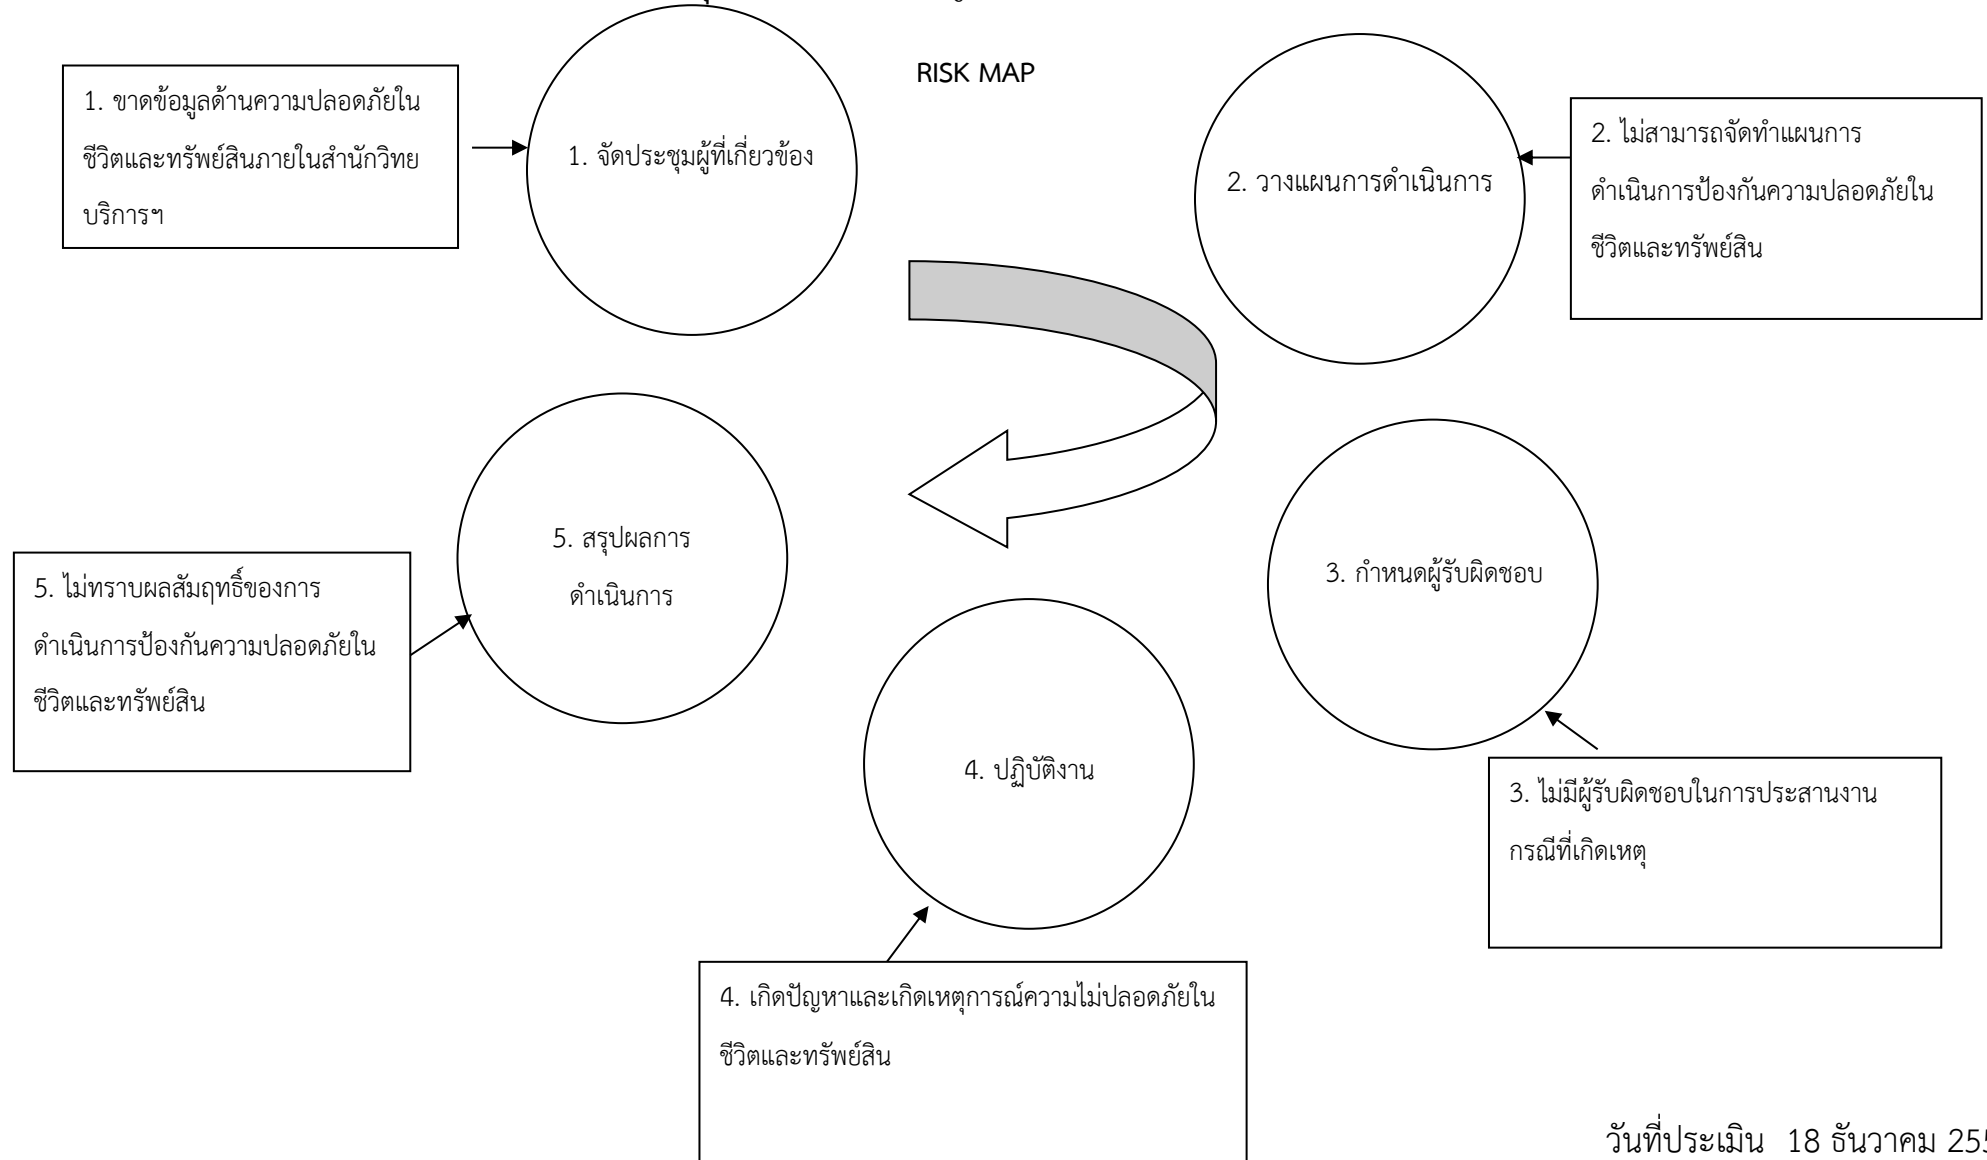 RISK MAP
1. ขาดข้อมูลด้านความปลอดภัยใน
ชีวิตและทรัพย์สินภายในสำนักวิทย
บริการฯ
1. จัดประชุมผู้ที่เกี่ยวข้อง
2. วางแผนการดำเนินการ
2. ไม่สามารถจัดทำแผนการ
ดำเนินการป้องกันความปลอดภัยใน
ชีวิตและทรัพย์สิน
3. กำหนดผู้รับผิดชอบ
3. ไม่มีผู้รับผิดชอบในการประสานงาน
กรณีที่เกิดเหตุ
4. ปฏิบัติงาน
4. เกิดปัญหาและเกิดเหตุการณ์ความไม่ปลอดภัยใน
ชีวิตและทรัพย์สิน
5. สรุปผลการ
ดำเนินการ
5. ไม่ทราบผลสัมฤทธิ์ของการ
ดำเนินการป้องกันความปลอดภัยใน
ชีวิตและทรัพย์สิน
วันที่ประเมิน 18 ธันวาคม